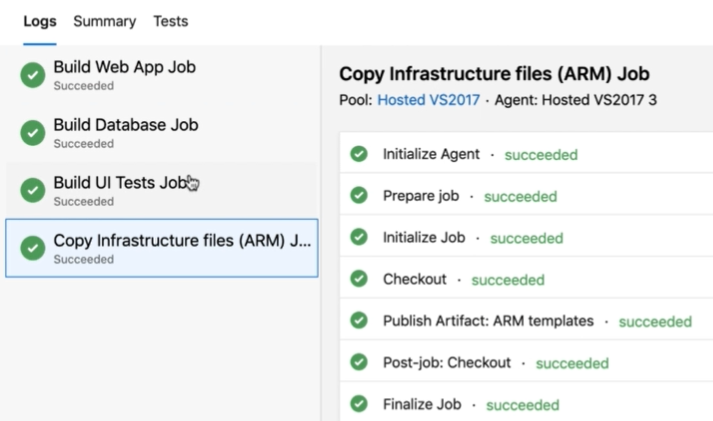 Logs Summary Tests
Build Web App Job
Succeeded
Build Database Job
Succeeded
Build UI Tests Job
Succeeded
Copy Infrastructure files (ARM) J...
Succeeded
Copy Infrastructure files (ARM) Job
Pool: Hosted VS2017 · Agent: Hosted VS2017 3
Initialize Agent · succeeded
Prepare job · succeeded
Initialize Job · succeeded
Checkout · succeeded
Publish Artifact: ARM templates · succeeded
Post-job: Checkout · succeeded
Finalize Job · succeeded